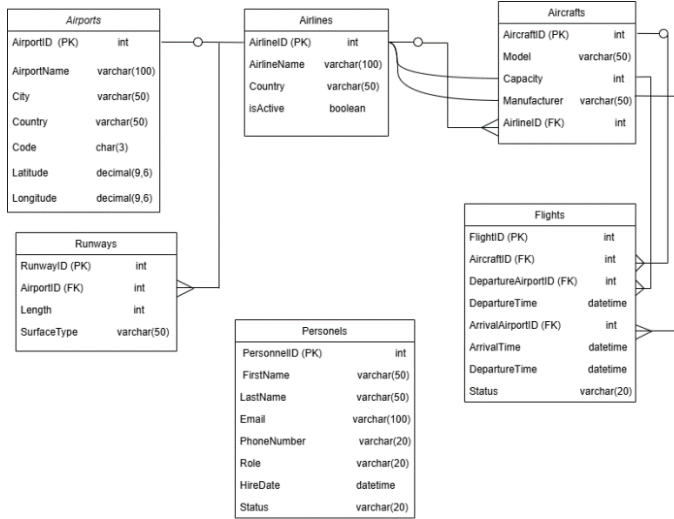 Airports
AirportID (PK) int
AirportName varchar(100)
City varchar(50)
Country varchar(50)
Code char(3)
Latitude decimal(9,6)
Longitude decimal(9,6)
Airlines
AirlineID (PK) int
AirlineName varchar(100)
Country varchar(50)
isActive boolean
Aircrafts
AircraftID (PK) int
Model varchar(50)
Capacity int
Manufacturer varchar(50)
AirlineID (FK) int
Runways
RunwayID (PK) int
AirportID (FK) int
Length int
SurfaceType varchar(50)
Flights
FlightID (PK) int
AircraftID (FK) int
DepartureAirportID (FK) int
DepartureTime datetime
ArrivalAirportID (FK) int
ArrivalTime datetime
DepartureTime datetime
Status varchar(20)
Personels
PersonnelID (PK) int
FirstName varchar(50)
LastName varchar(50)
Email varchar(100)
PhoneNumber varchar(20)
Role varchar(20)
HireDate datetime
Status varchar(20)